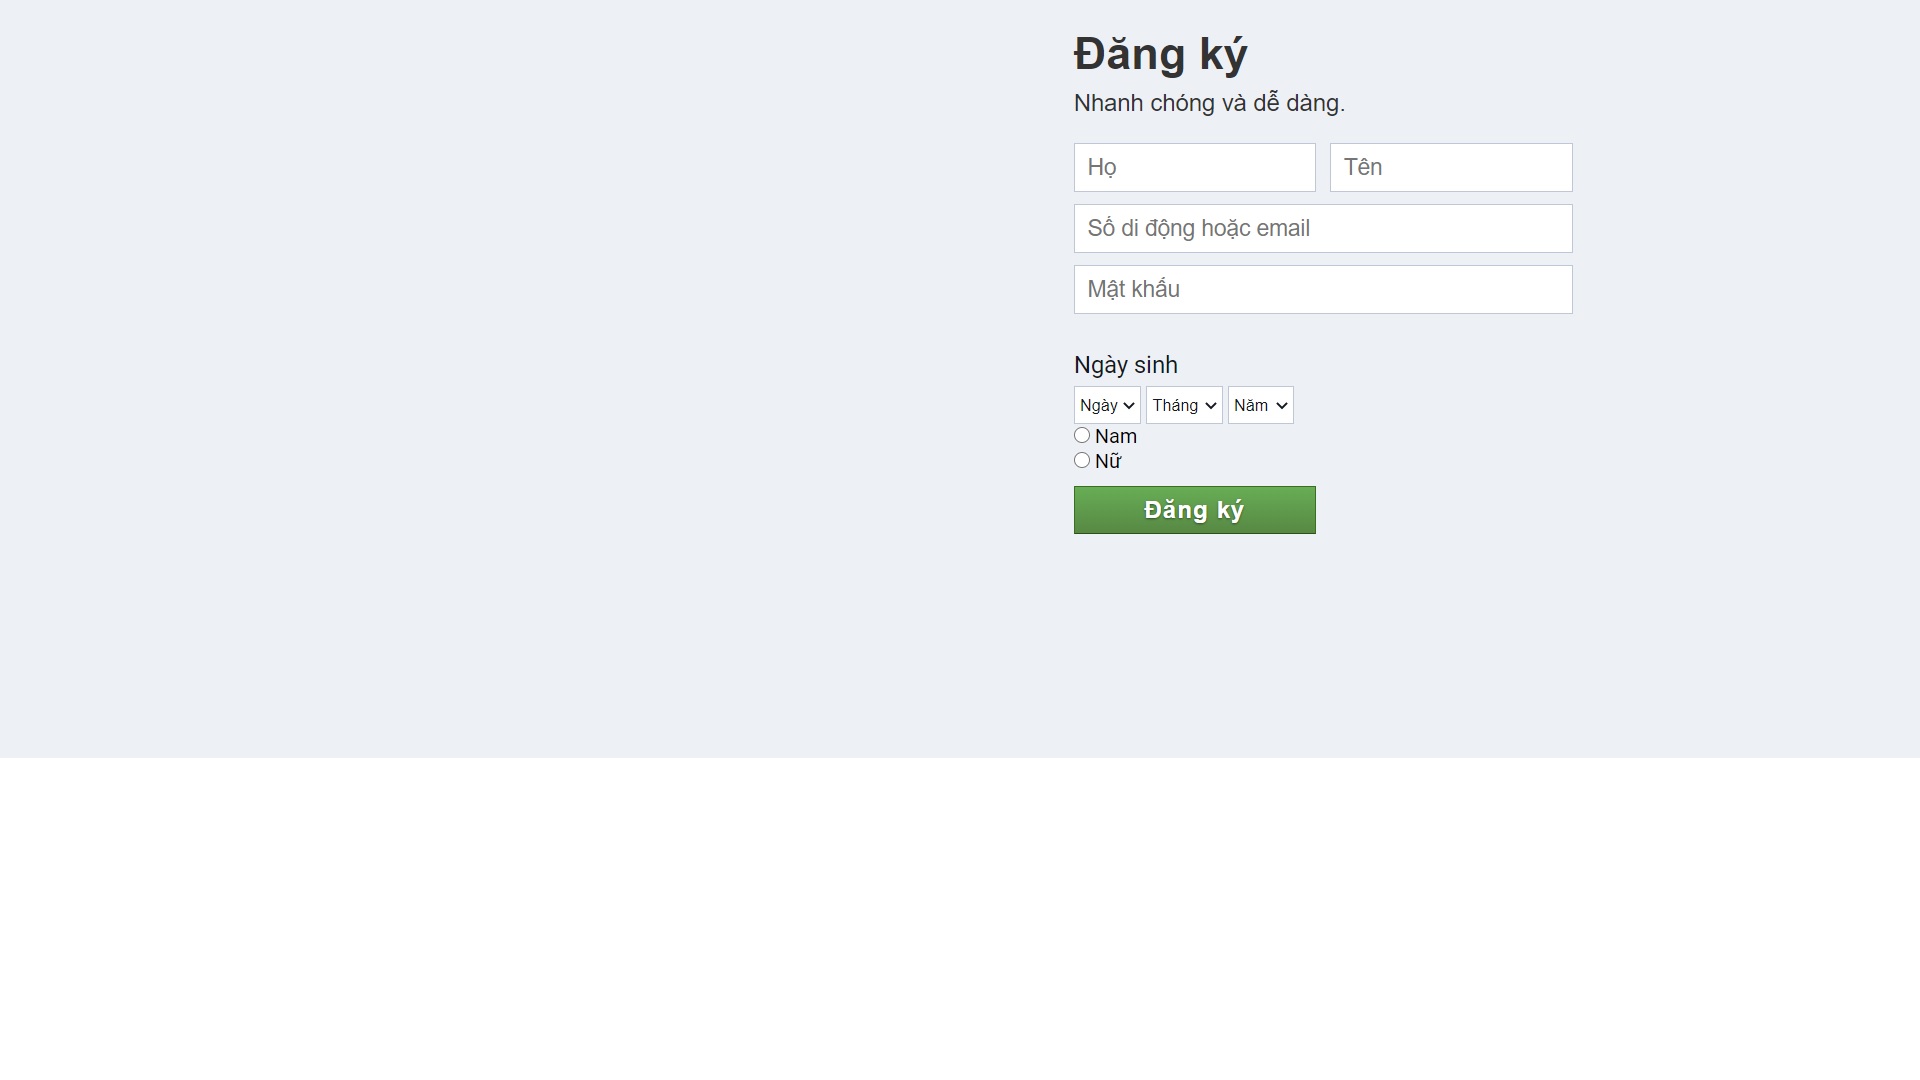 Đăng ký
Nhanh chóng và dễ dàng.
Họ Tên
Số di động hoặc email
Mật khẩu
Ngày sinh
Ngày Tháng Năm
Nam
Nữ
Đăng ký